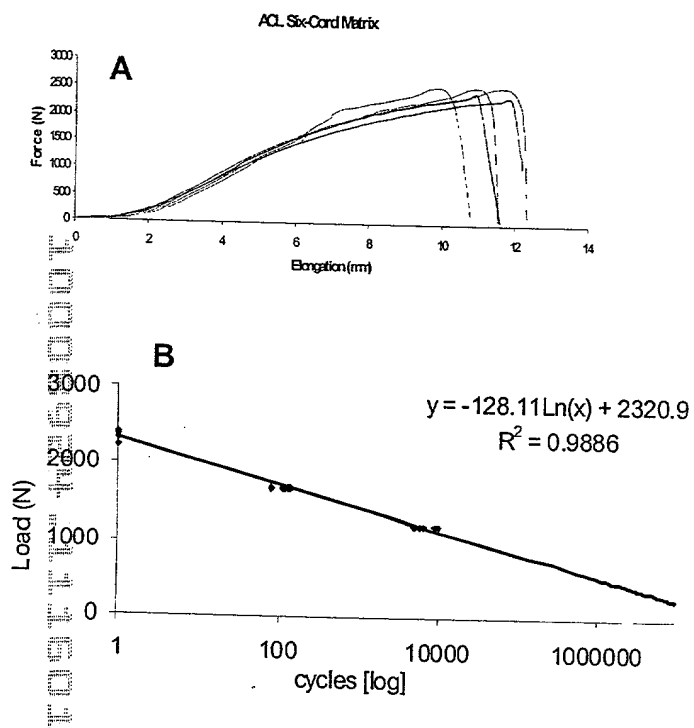 ACL Six-Cord Matrix
A
Force (N)
3000
2500
2000
1500
1000
500
0
0 2 4 6 8 10 12 14
Elongation (mm)
B
y = -128.11Ln(x) + 2320.9
R² = 0.9886
Load (N)
3000
2000
1000
0
1 100 10000 1000000
cycles [log]